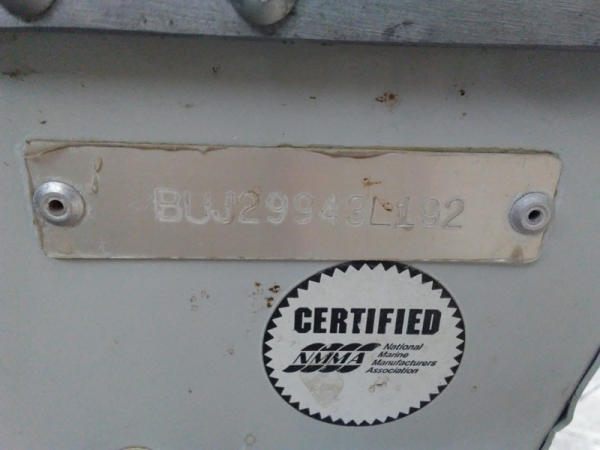 BUJ29943L192
CERTIFIED
NMMA
National
Marine
Manufacturers
Association